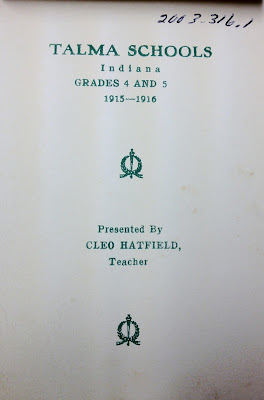 2003-316.1
TALMA SCHOOLS
Indiana
GRADES 4 AND 5
1915—1916
Presented By
CLEO HATFIELD,
Teacher